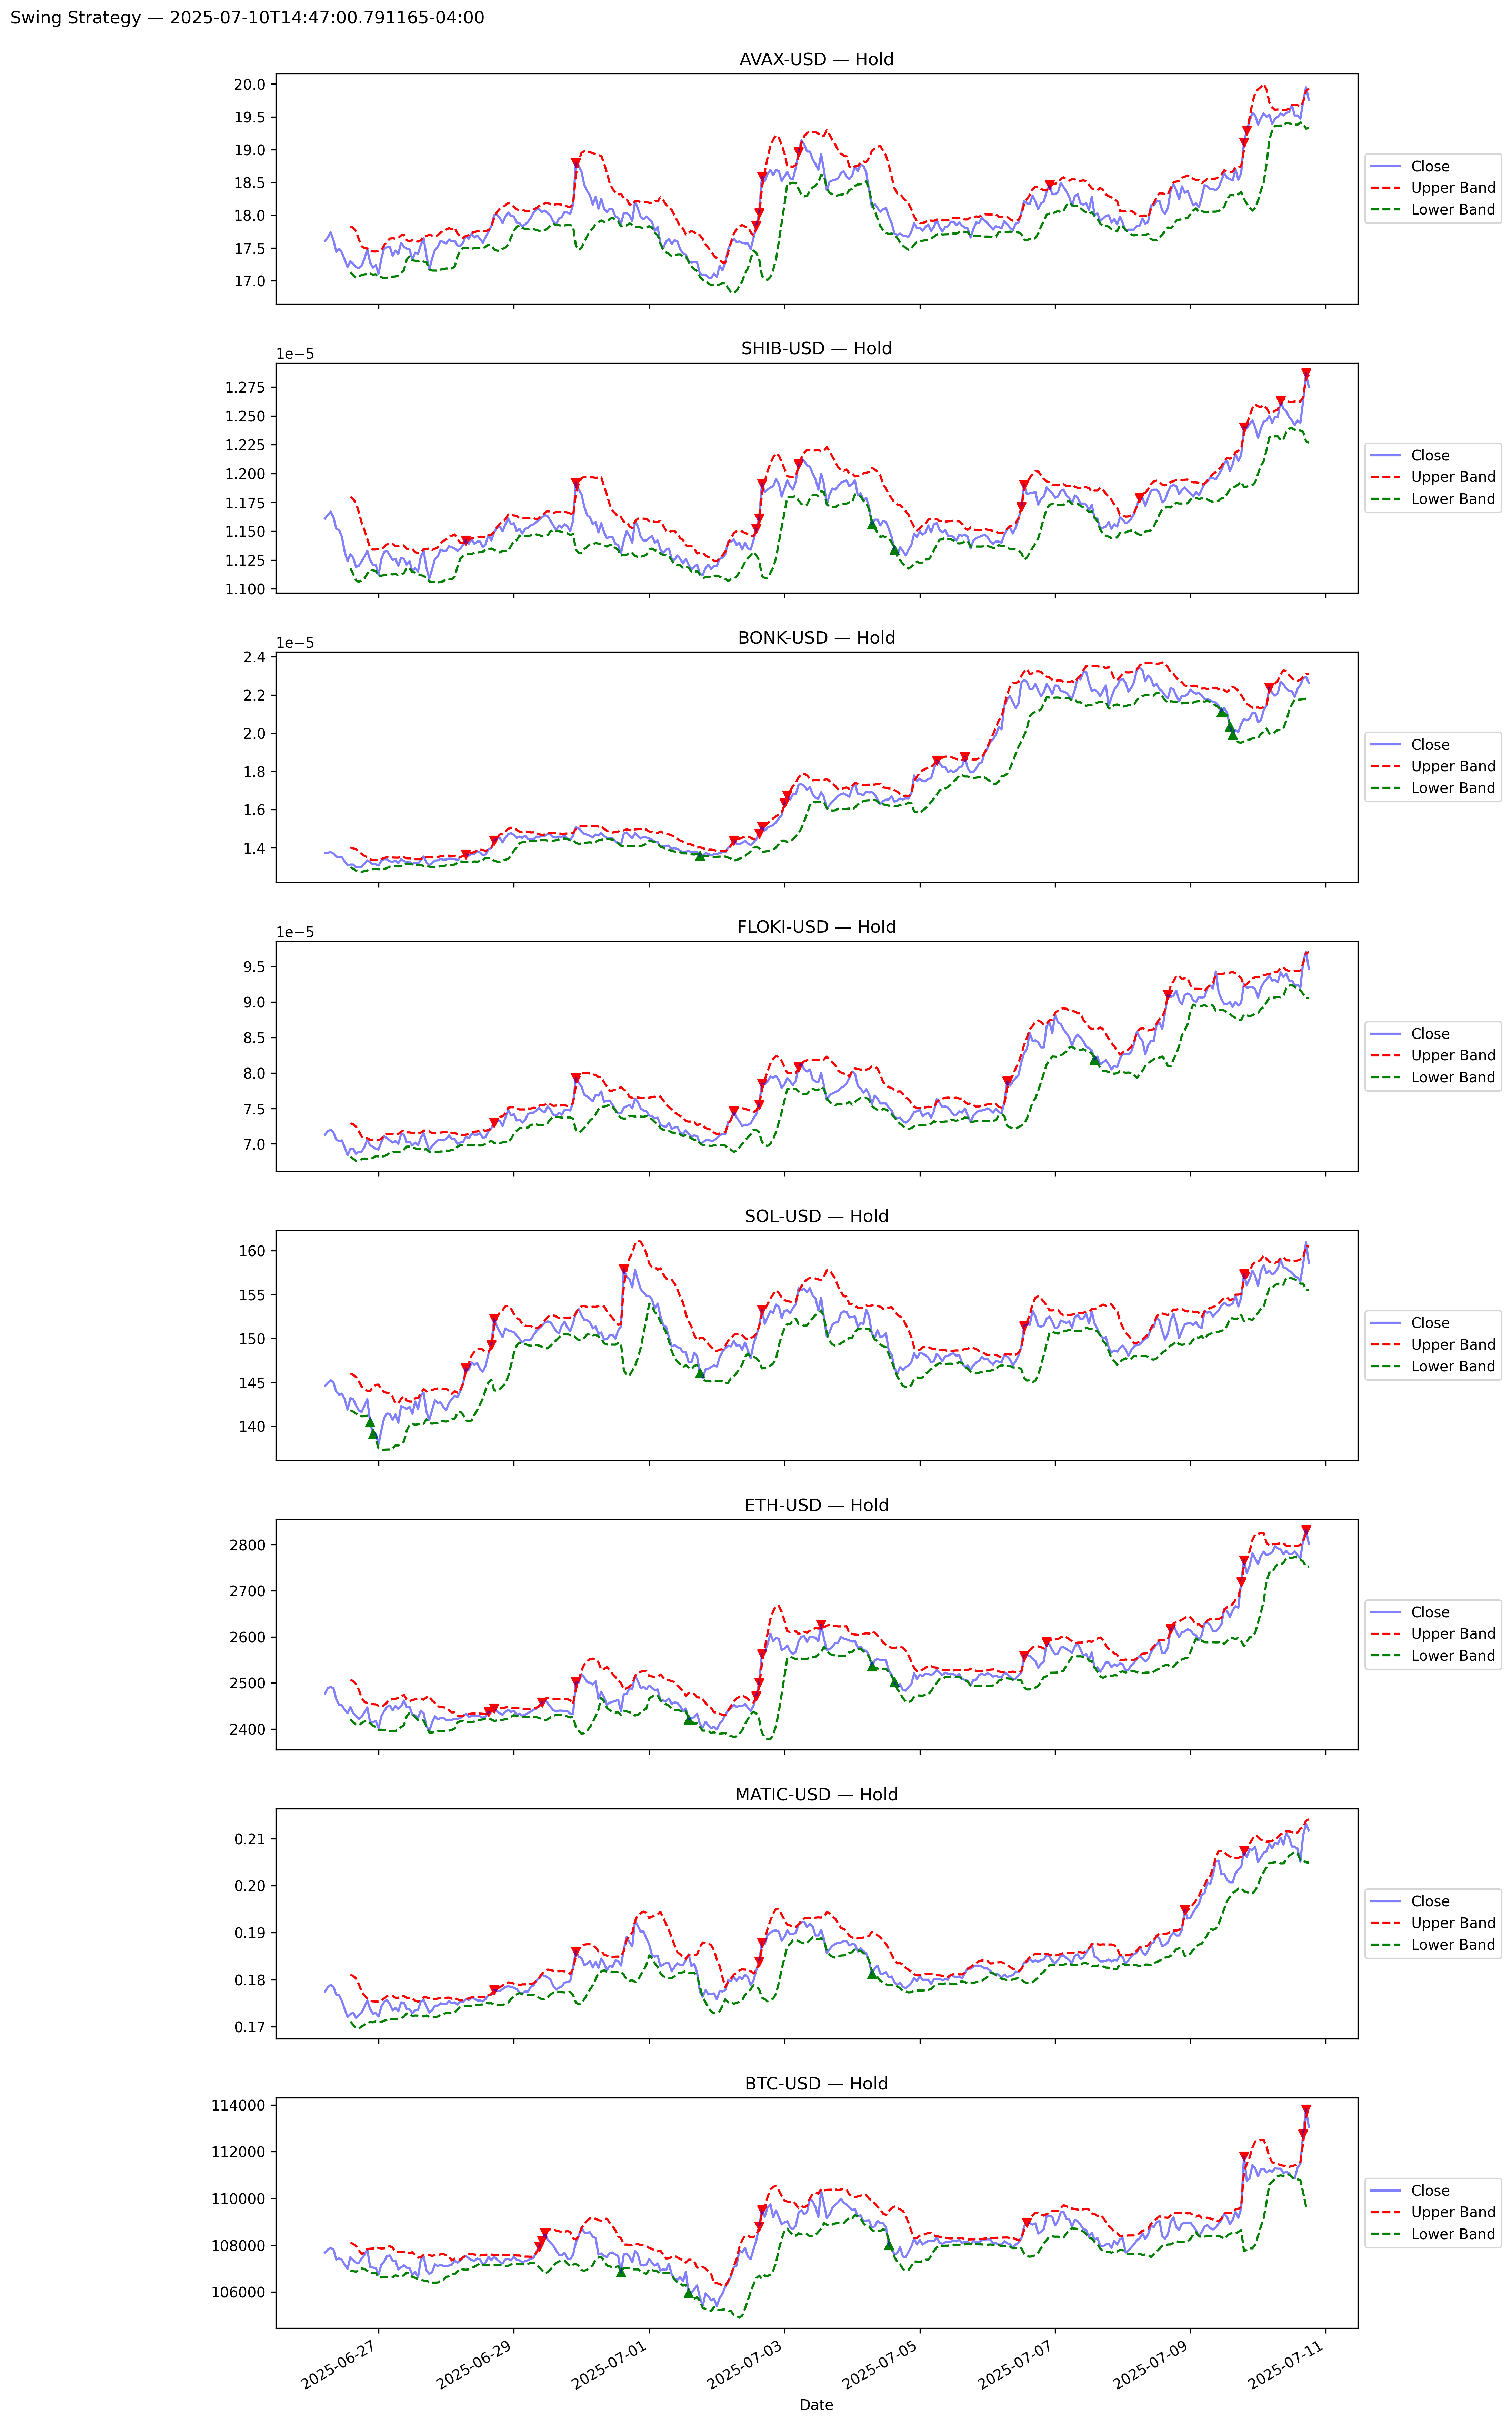 Swing Strategy — 2025-07-10T14:47:00.791165-04:00
AVAX-USD — Hold
20.0
19.5
19.0
18.5
18.0
17.5
17.0
Close
Upper Band
Lower Band
SHIB-USD — Hold
1e−5
1.275
1.250
1.225
1.200
1.175
1.150
1.125
1.100
Close
Upper Band
Lower Band
BONK-USD — Hold
1e−5
2.4
2.2
2.0
1.8
1.6
1.4
Close
Upper Band
Lower Band
FLOKI-USD — Hold
1e−5
9.5
9.0
8.5
8.0
7.5
7.0
Close
Upper Band
Lower Band
SOL-USD — Hold
160
155
150
145
140
Close
Upper Band
Lower Band
ETH-USD — Hold
2800
2700
2600
2500
2400
Close
Upper Band
Lower Band
MATIC-USD — Hold
0.21
0.20
0.19
0.18
0.17
Close
Upper Band
Lower Band
BTC-USD — Hold
114000
112000
110000
108000
106000
Close
Upper Band
Lower Band
2025-06-27
2025-06-29
2025-07-01
2025-07-03
2025-07-05
2025-07-07
2025-07-09
2025-07-11
Date